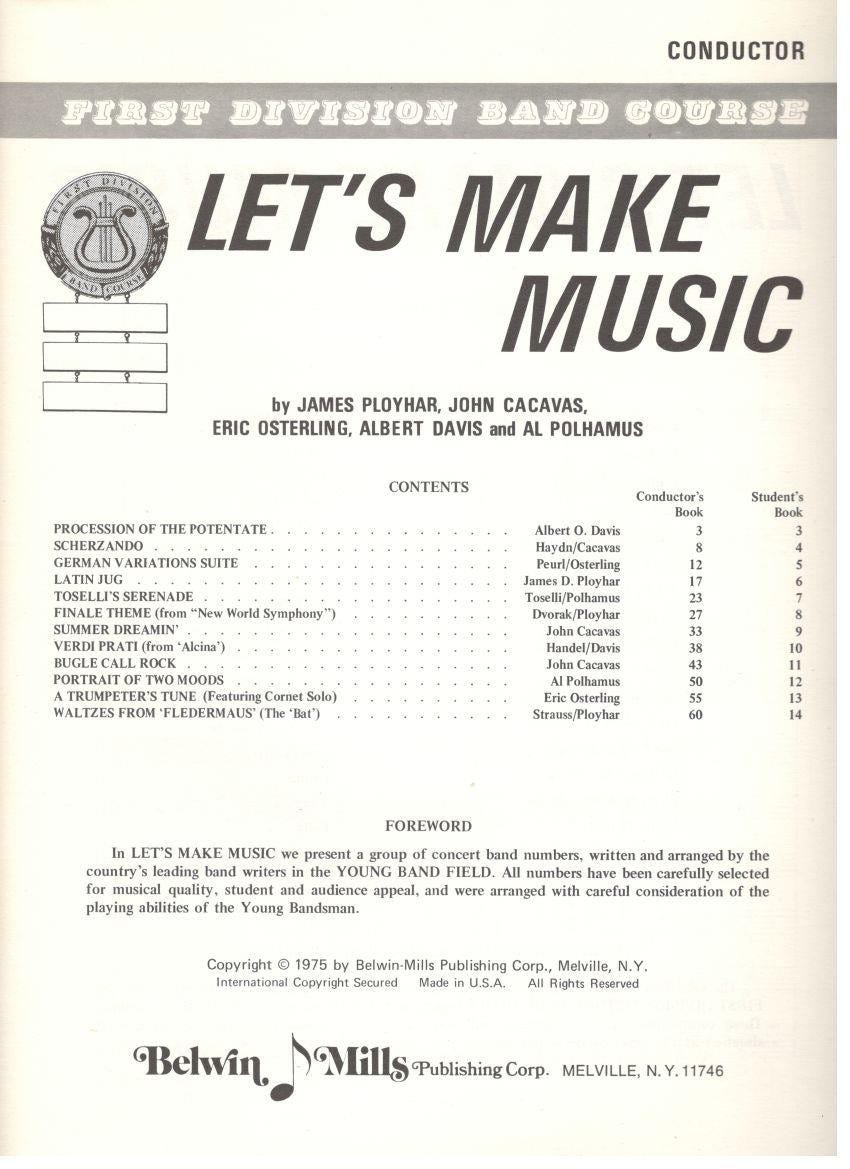 CONDUCTOR
FIRST DIVISION BAND COURSE
FIRST DIVISION
BAND COURSE
LET'S MAKE
MUSIC
by JAMES PLOYHAR, JOHN CACAVAS,
ERIC OSTERLING, ALBERT DAVIS and AL POLHAMUS
CONTENTS
Conductor's Book Student's Book
PROCESSION OF THE POTENTATE . . . . . . . . . . . . . . . Albert O. Davis 3 3
SCHERZANDO . . . . . . . . . . . . . . . . . . . . . . Haydn/Cacavas 8 4
GERMAN VARIATIONS SUITE . . . . . . . . . . . . . . . . Peurl/Osterling 12 5
LATIN JUG . . . . . . . . . . . . . . . . . . . . . . . James D. Ployhar 17 6
TOSELLI'S SERENADE . . . . . . . . . . . . . . . . . . . Toselli/Polhamus 23 7
FINALE THEME (from "New World Symphony") . . . . . . . . . . Dvorak/Ployhar 27 8
SUMMER DREAMIN' . . . . . . . . . . . . . . . . . . . . John Cacavas 33 9
VERDI PRATI (from 'Alcina') . . . . . . . . . . . . . . . . . Handel/Davis 38 10
BUGLE CALL ROCK . . . . . . . . . . . . . . . . . . . . John Cacavas 43 11
PORTRAIT OF TWO MOODS . . . . . . . . . . . . . . . . . Al Polhamus 50 12
A TRUMPETER'S TUNE (Featuring Cornet Solo) . . . . . . . . . . Eric Osterling 55 13
WALTZES FROM 'FLEDERMAUS' (The 'Bat') . . . . . . . . . . . Strauss/Ployhar 60 14
FOREWORD
In LET'S MAKE MUSIC we present a group of concert band numbers, written and arranged by the
country's leading band writers in the YOUNG BAND FIELD. All numbers have been carefully selected
for musical quality, student and audience appeal, and were arranged with careful consideration of the
playing abilities of the Young Bandsman.
Copyright © 1975 by Belwin-Mills Publishing Corp., Melville, N.Y.
International Copyright Secured Made in U.S.A. All Rights Reserved
Belwin Mills Publishing Corp. MELVILLE, N.Y. 11746